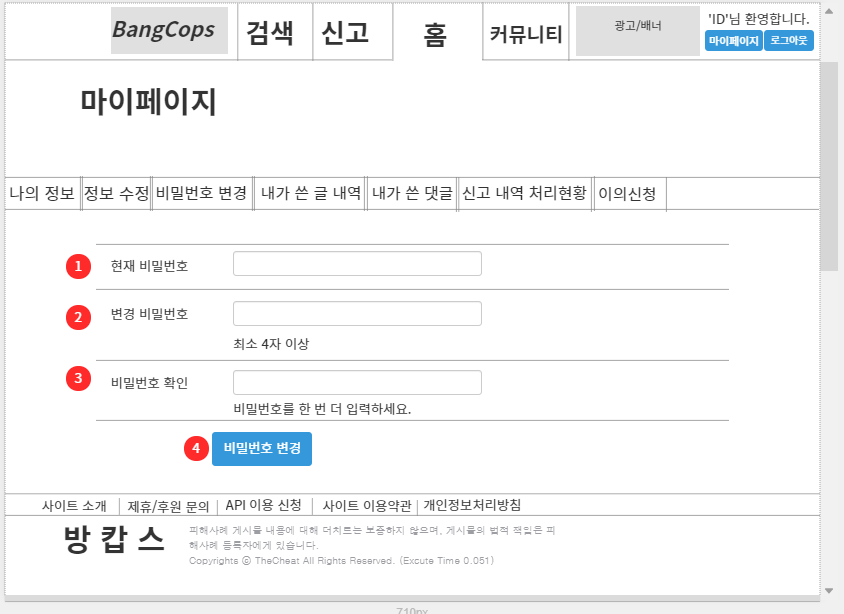 BangCops 검색 신고 홈 커뮤니티 광고/배너 'ID'님 환영합니다.
마이페이지 로그아웃
마이페이지
나의 정보 정보 수정 비밀번호 변경 내가 쓴 글 내역 내가 쓴 댓글 신고 내역 처리현황 이의신청
1 현재 비밀번호
2 변경 비밀번호
최소 4자 이상
3 비밀번호 확인
비밀번호를 한 번 더 입력하세요.
4 비밀번호 변경
사이트 소개 제휴/후원 문의 API 이용 신청 사이트 이용약관 개인정보처리방침
방 캅 스
피해사례 게시물 내용에 대해 더치트는 보증하지 않으며, 게시물의 법적 책임은 피
해사례 등록자에게 있습니다.
Copyrights ⓒ TheCheat All Rights Reserved. (Excute Time 0.051)
710px